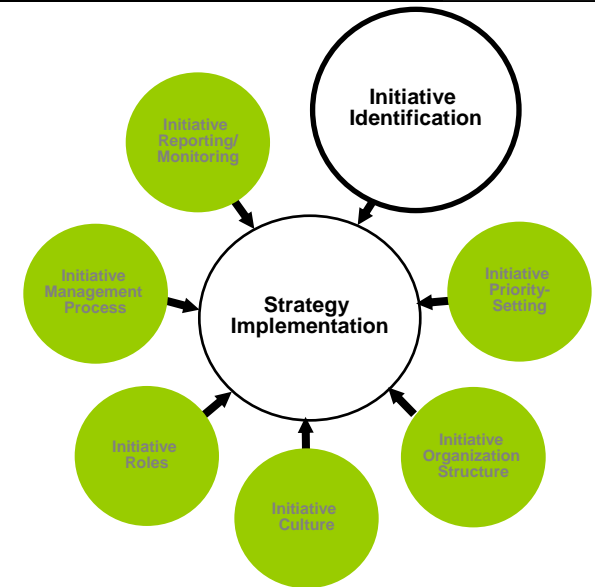 Initiative
Identification
Initiative
Reporting/
Monitoring
Initiative
Management
Process
Strategy
Implementation
Initiative
Priority-
Setting
Initiative
Roles
Initiative
Organization
Structure
Initiative
Culture